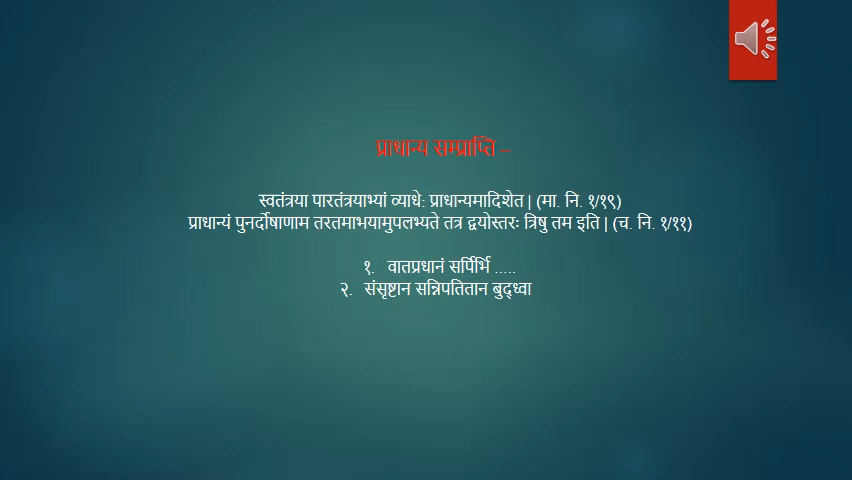 प्राधान्य सम्प्राप्ति –
स्वतंत्रया पारतंत्रयाभ्यां व्याधे: प्राधान्यमादिशेत | (मा. नि. १/१९)
प्राधान्यं पुनर्दोषाणाम तरतमाभयामुपलभ्यते तत्र द्वयोस्तरः त्रिषु तम इति | (च. नि. १/११)
१. वातप्रधानं सर्पिर्भि .....
२. संसृष्टान सन्निपतितान बुद्ध्वा